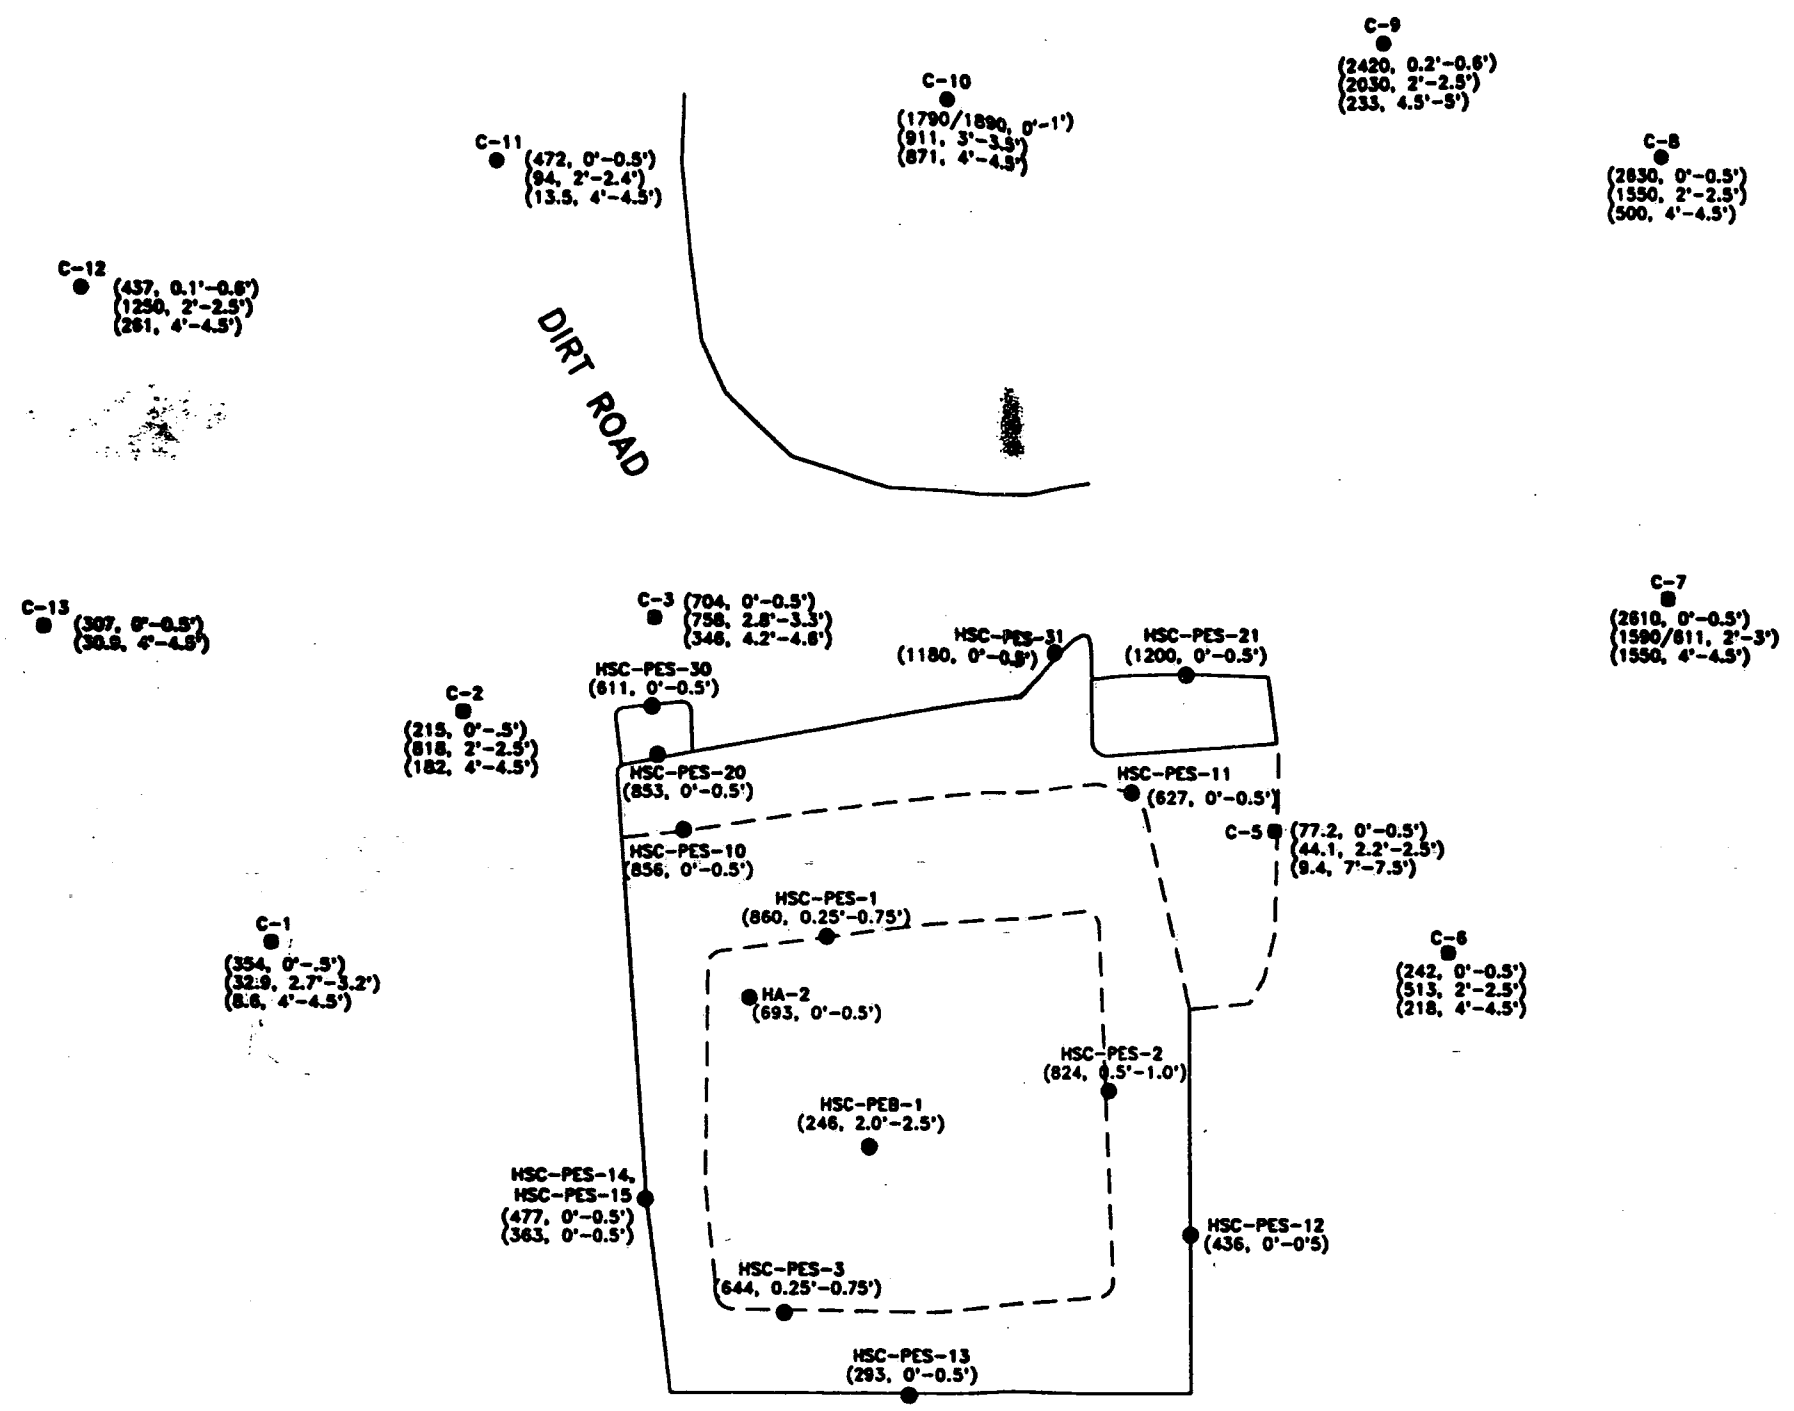 C-9
(2420, 0.2'-0.6')
(2030, 2'-2.5')
(233, 4.5'-5')
C-10
(1790/1890, 0'-1')
(911, 3'-3.5')
(871, 4'-4.5')
C-11
(472, 0'-0.5')
(94, 2'-2.4')
(13.5, 4'-4.5')
C-8
(2630, 0'-0.5')
(1550, 2'-2.5')
(500, 4'-4.5')
C-12
(437, 0.1'-0.6')
(1250, 2'-2.5')
(261, 4'-4.5')
DIRT ROAD
C-13
(307, 0'-0.5')
(30.9, 4'-4.5')
C-3
(704, 0'-0.5')
(758, 2.8'-3.3')
(346, 4.2'-4.6')
C-7
(2610, 0'-0.5')
(1590/611, 2'-3')
(1550, 4'-4.5')
HSC-PES-31
(1180, 0'-0.5')
HSC-PES-21
(1200, 0'-0.5')
HSC-PES-30
(611, 0'-0.5')
C-2
(215, 0'-.5')
(818, 2'-2.5')
(182, 4'-4.5')
HSC-PES-20
(853, 0'-0.5')
HSC-PES-11
(627, 0'-0.5')
C-5
(77.2, 0'-0.5')
(44.1, 2.2'-2.5')
(9.4, 7'-7.5')
HSC-PES-10
(856, 0'-0.5')
HSC-PES-1
(860, 0.25'-0.75')
C-1
(354, 0'-.5')
(32.9, 2.7'-3.2')
(8.6, 4'-4.5')
C-6
(242, 0'-0.5')
(513, 2'-2.5')
(218, 4'-4.5')
HA-2
(693, 0'-0.5')
HSC-PES-2
(824, 0.5'-1.0')
HSC-PEB-1
(246, 2.0'-2.5')
HSC-PES-14,
HSC-PES-15
(477, 0'-0.5')
(363, 0'-0.5')
HSC-PES-12
(436, 0'-0'5)
HSC-PES-3
(644, 0.25'-0.75')
HSC-PES-13
(293, 0'-0.5')